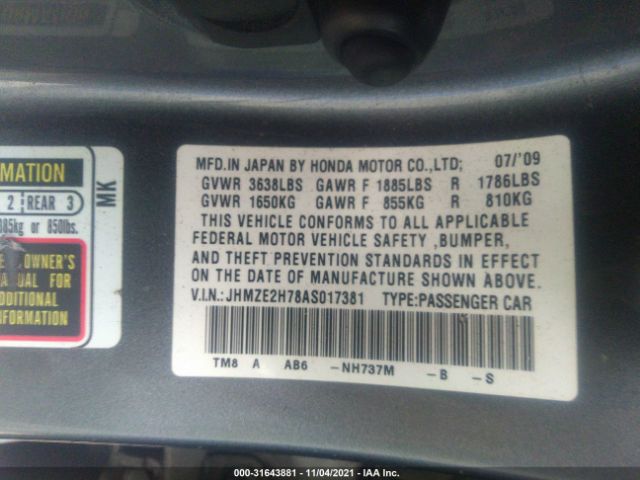 MATION
2 REAR 3
385kg or 850lbs.
OWNER'S
FOR
ADDITIONAL
INFORMATION
MK
MFD.IN JAPAN BY HONDA MOTOR CO.,LTD; 07/'09
GVWR 3638LBS GAWR F 1885LBS R 1786LBS
GVWR 1650KG GAWR F 855KG R 810KG
THIS VEHICLE CONFORMS TO ALL APPLICABLE
FEDERAL MOTOR VEHICLE SAFETY ,BUMPER,
AND THEFT PREVENTION STANDARDS IN EFFECT
ON THE DATE OF MANUFACTURE SHOWN ABOVE.
V.I.N.:JHMZE2H78AS017381 TYPE:PASSENGER CAR
TM8 A AB6 -NH737M -B -S
000-31643881 - 11/04/2021 - IAA Inc.